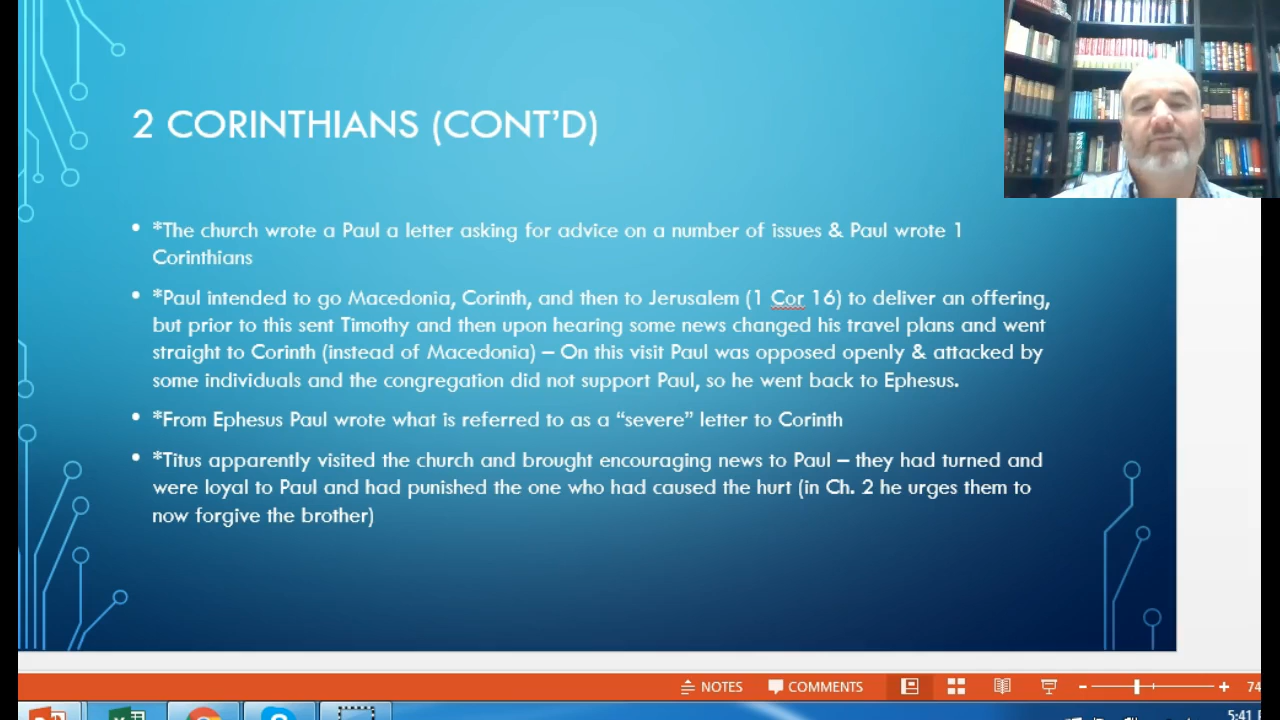 2 CORINTHIANS (CONT’D)
• *The church wrote a Paul a letter asking for advice on a number of issues & Paul wrote 1
Corinthians
• *Paul intended to go Macedonia, Corinth, and then to Jerusalem (1 Cor 16) to deliver an offering,
but prior to this sent Timothy and then upon hearing some news changed his travel plans and went
straight to Corinth (instead of Macedonia) – On this visit Paul was opposed openly & attacked by
some individuals and the congregation did not support Paul, so he went back to Ephesus.
• *From Ephesus Paul wrote what is referred to as a “severe” letter to Corinth
• *Titus apparently visited the church and brought encouraging news to Paul – they had turned and
were loyal to Paul and had punished the one who had caused the hurt (in Ch. 2 he urges them to
now forgive the brother)
NOTES COMMENTS 74
5:41